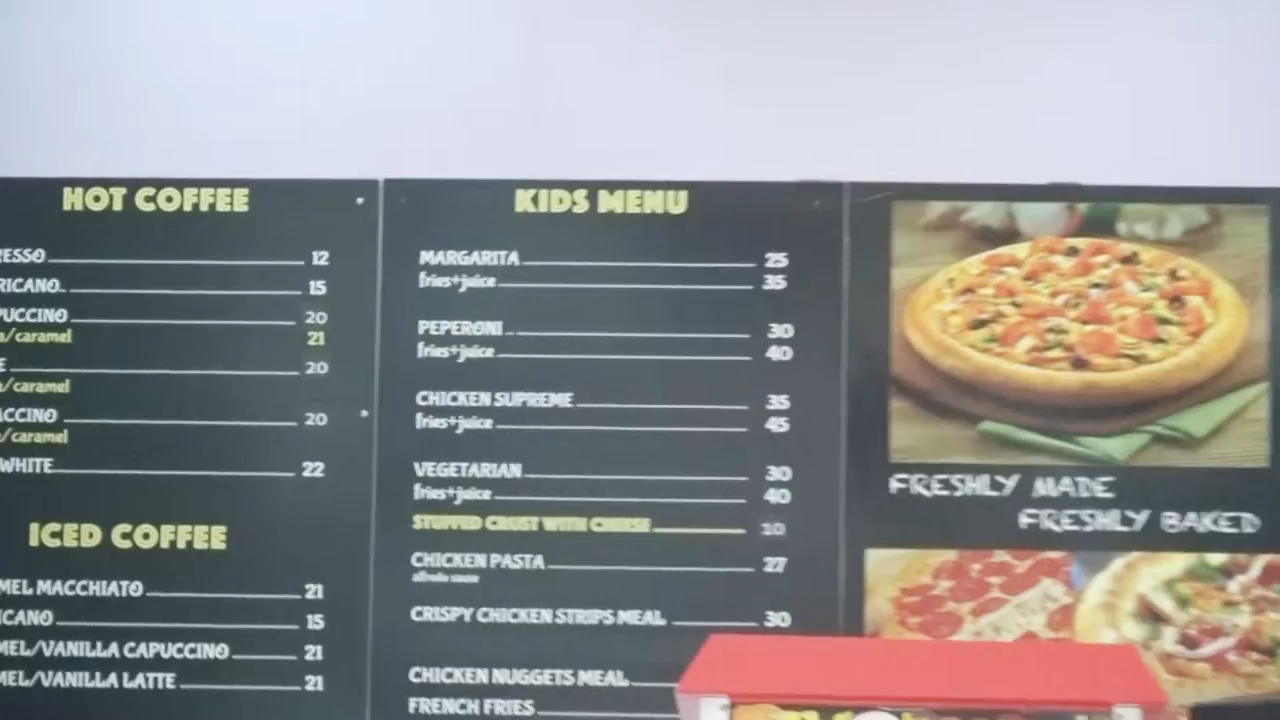 HOT COFFEE
RESSO 12
RICANO 15
PUCCINO 20
/caramel 21
E 20
/caramel
ACCINO 20
/caramel
WHITE 22
ICED COFFEE
MEL MACCHIATO 21
ICANO 15
MEL/VANILLA CAPUCCINO 21
MEL/VANILLA LATTE 21
KIDS MENU
MARGARITA 25
fries+juice 35
PEPERONI 30
fries+juice 40
CHICKEN SUPREME 35
fries+juice 45
VEGETARIAN 30
fries+juice 40
STUFFED CRUST WITH CHEESE 10
CHICKEN PASTA 27
alfredo sauce
CRISPY CHICKEN STRIPS MEAL 30
CHICKEN NUGGETS MEAL
FRENCH FRIES
FRESHLY MADE
FRESHLY BAKED